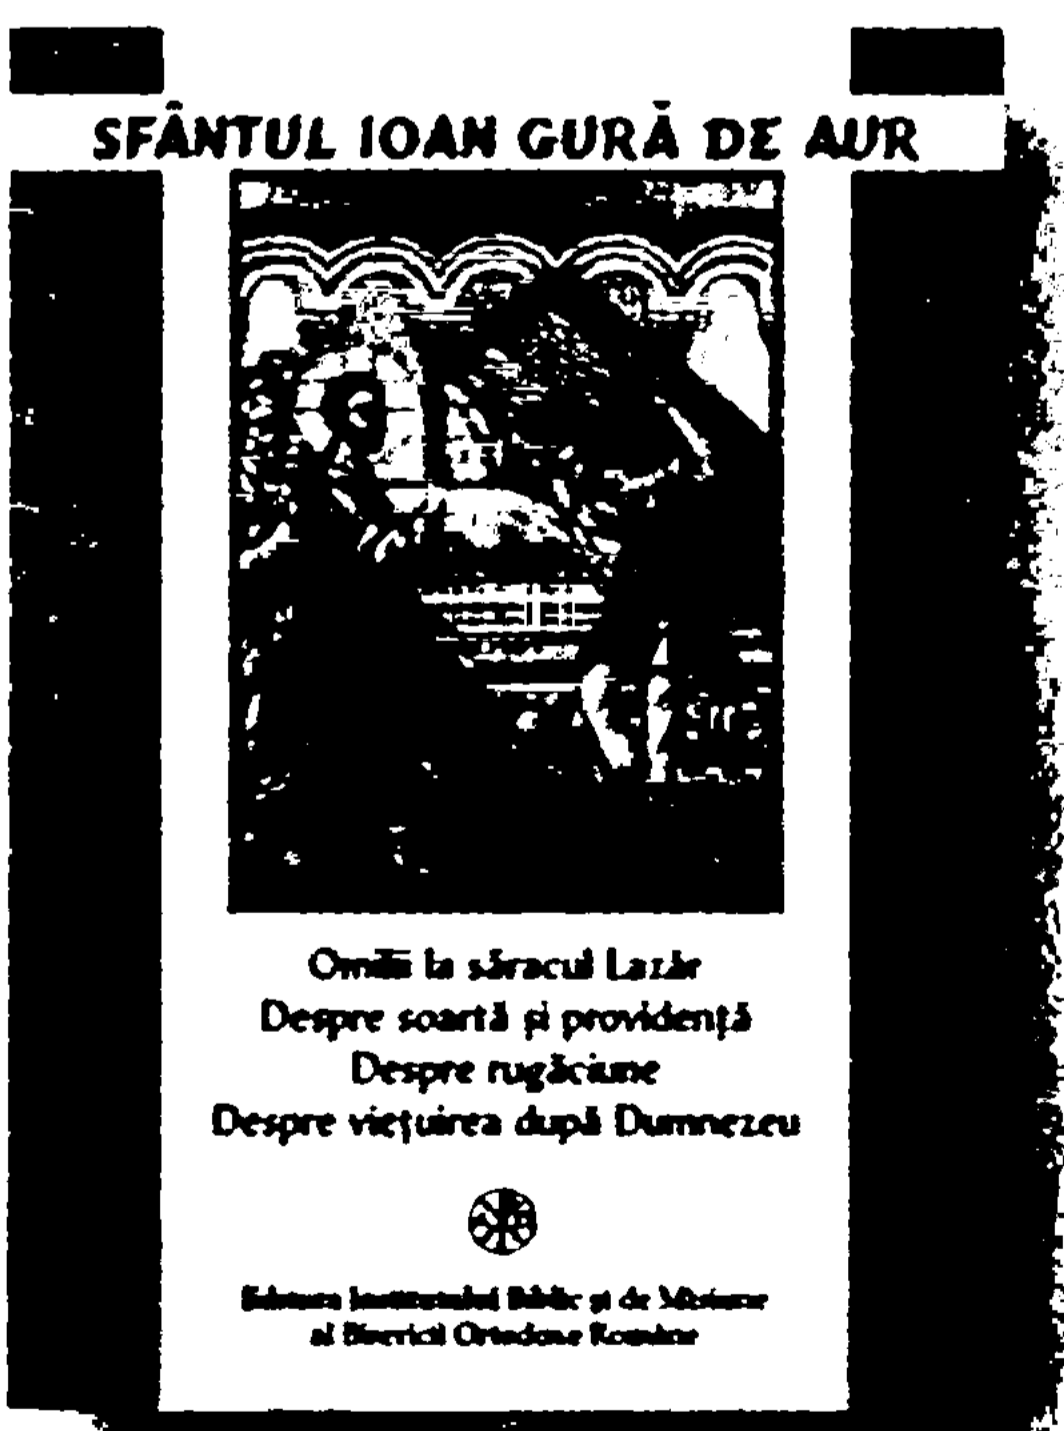 SFÂNTUL IOAN GURĂ DE AUR
Omilii la săracul Lazăr
Despre soartă și providență
Despre rugăciune
Despre viețuirea după Dumnezeu
Editura Institutului Biblic și de Misiune
al Bisericii Ortodoxe Române